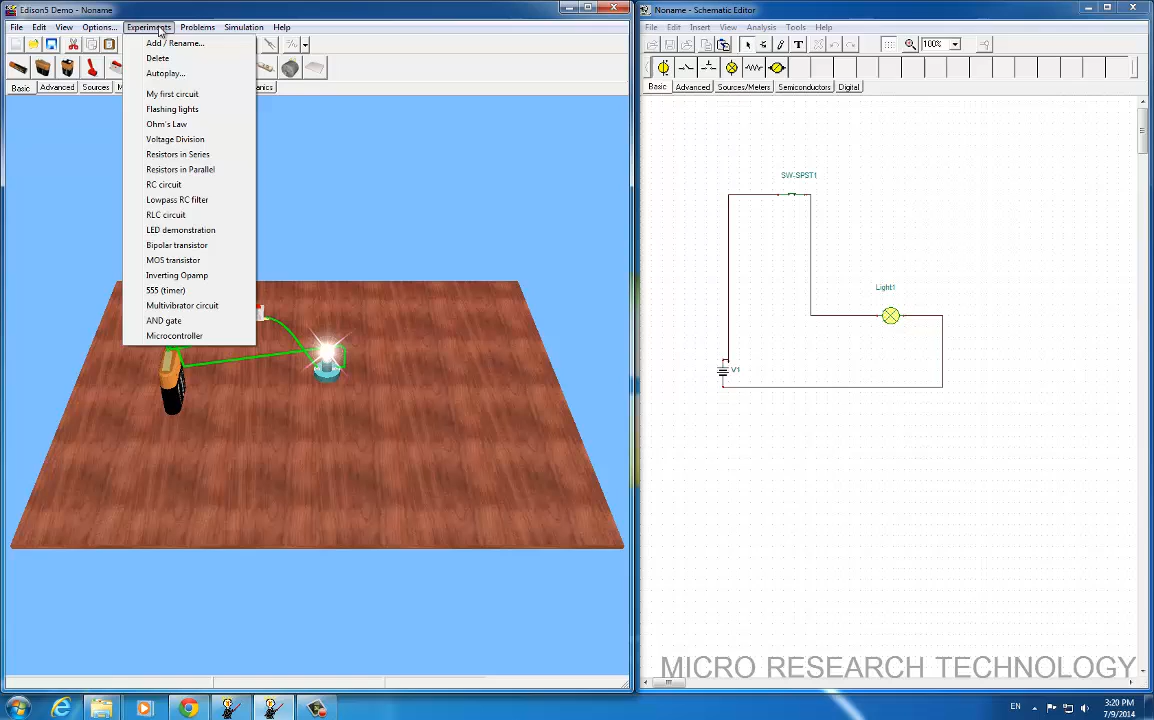 Edison5 Demo - Noname
File Edit View Options... Experiments Problems Simulation Help
Add / Rename...
Delete
Autoplay...
My first circuit
Flashing lights
Ohm's Law
Voltage Division
Resistors in Series
Resistors in Parallel
RC circuit
Lowpass RC filter
RLC circuit
LED demonstration
Bipolar transistor
MOS transistor
Inverting Opamp
555 (timer)
Multivibrator circuit
AND gate
Microcontroller
Basic Advanced Sources
Noname - Schematic Editor
File Edit Insert View Analysis Tools Help
100%
Basic Advanced Sources/Meters Semiconductors Digital
SW-SPST1
Light1
V1
MICRO RESEARCH TECHNOLOGY
EN
3:20 PM
7/9/2014